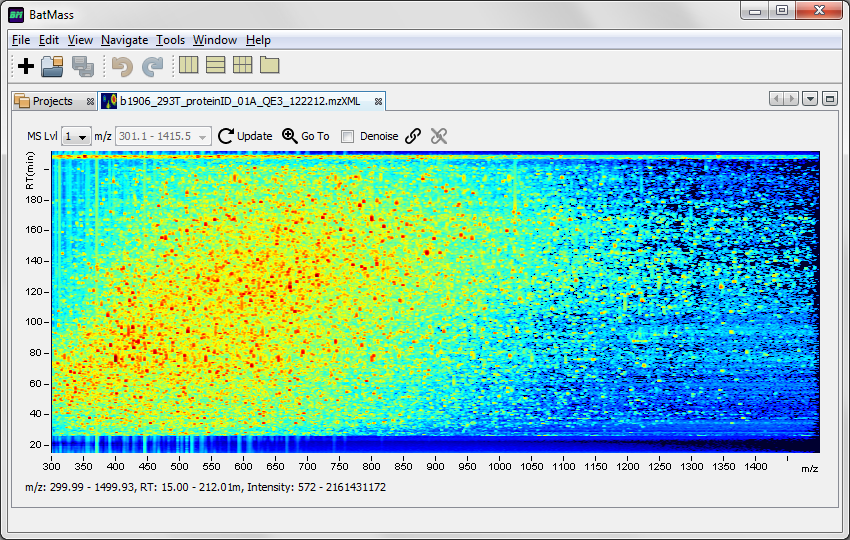 BM BatMass
File Edit View Navigate Tools Window Help
Projects b1906_293T_proteinID_01A_QE3_122212.mzXML
MS Lvl 1 m/z 301.1 - 1415.5 Update Go To Denoise
RT(min)
180
160
140
120
100
80
60
40
20
300 350 400 450 500 550 600 650 700 750 800 850 900 950 1000 1050 1100 1150 1200 1250 1300 1350 1400 m/z
m/z: 299.99 - 1499.93, RT: 15.00 - 212.01m, Intensity: 572 - 2161431172